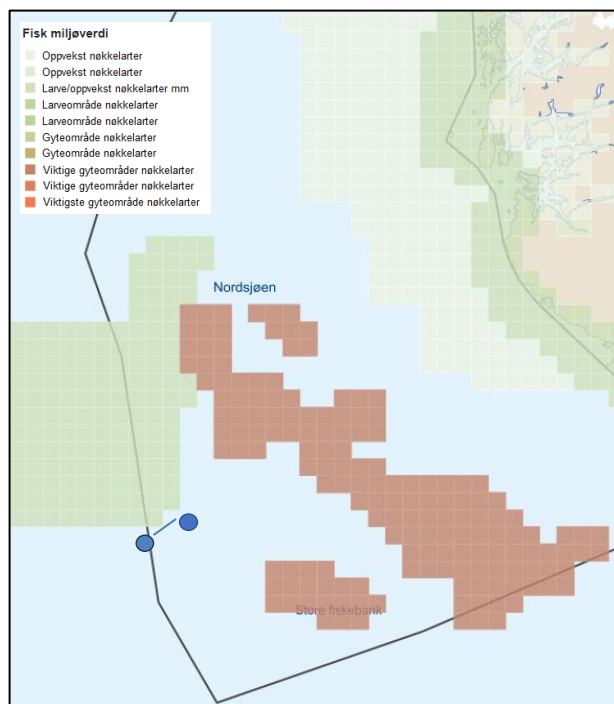 Fisk miljøverdi
Oppvekst nøkkelarter
Oppvekst nøkkelarter
Larve/oppvekst nøkkelarter mm
Larveområde nøkkelarter
Larveområde nøkkelarter
Gyteområde nøkkelarter
Gyteområde nøkkelarter
Viktige gyteområder nøkkelarter
Viktige gyteområder nøkkelarter
Viktigste gyteområde nøkkelarter
Nordsjøen
Store fiskebank